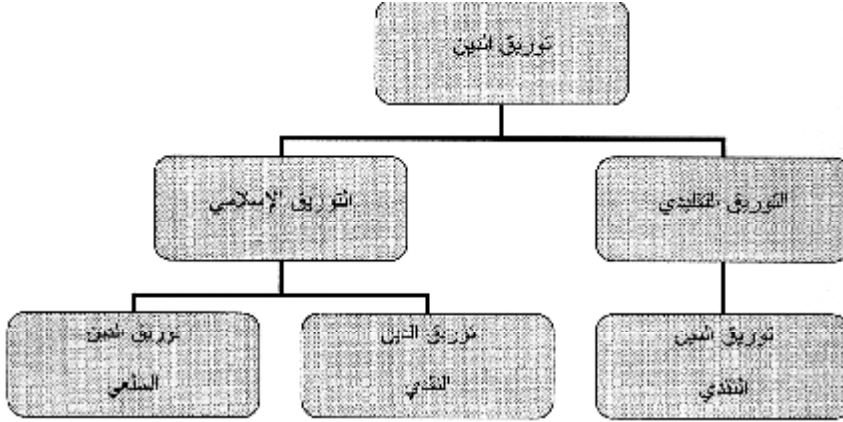 توريق الدين
التوريق التقليدي
التوريق الإسلامي
توريق الدين
النقدي
توريق الدين
النقدي
توريق الدين
السلعي